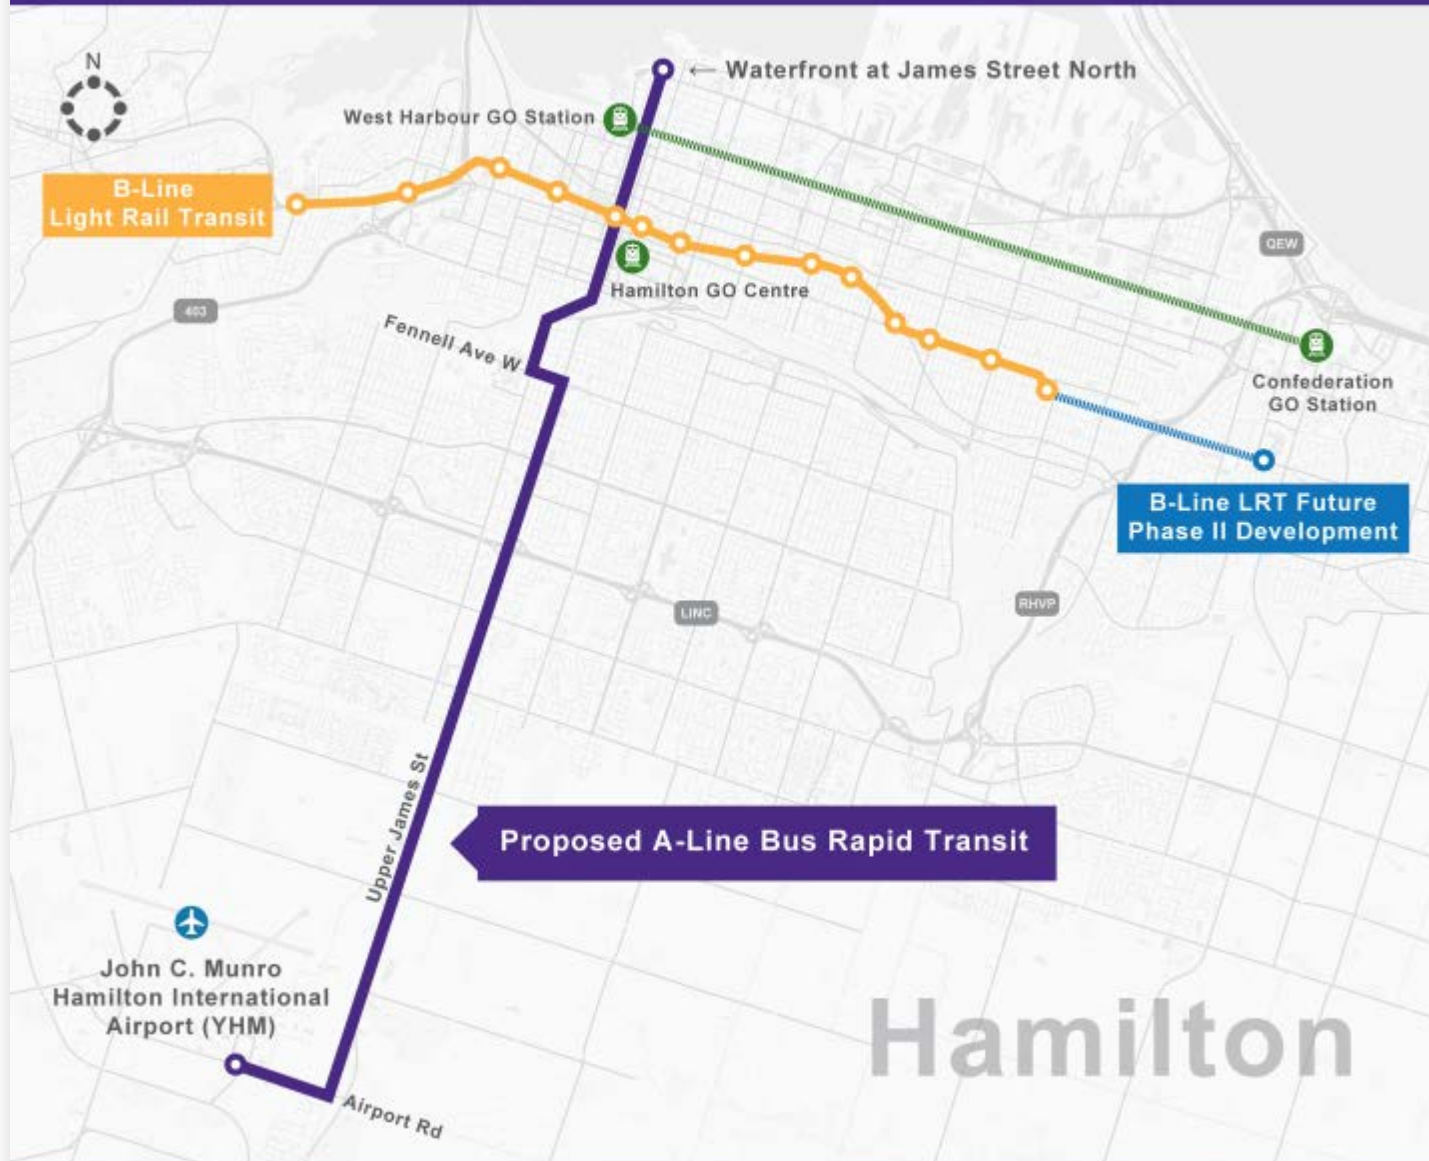 N
← Waterfront at James Street North
West Harbour GO Station
B-Line
Light Rail Transit
QEW
Hamilton GO Centre
403
Fennell Ave W
Confederation
GO Station
B-Line LRT Future
Phase II Development
LINC
RHVP
Upper James St
Proposed A-Line Bus Rapid Transit
John C. Munro
Hamilton International
Airport (YHM)
Hamilton
Airport Rd